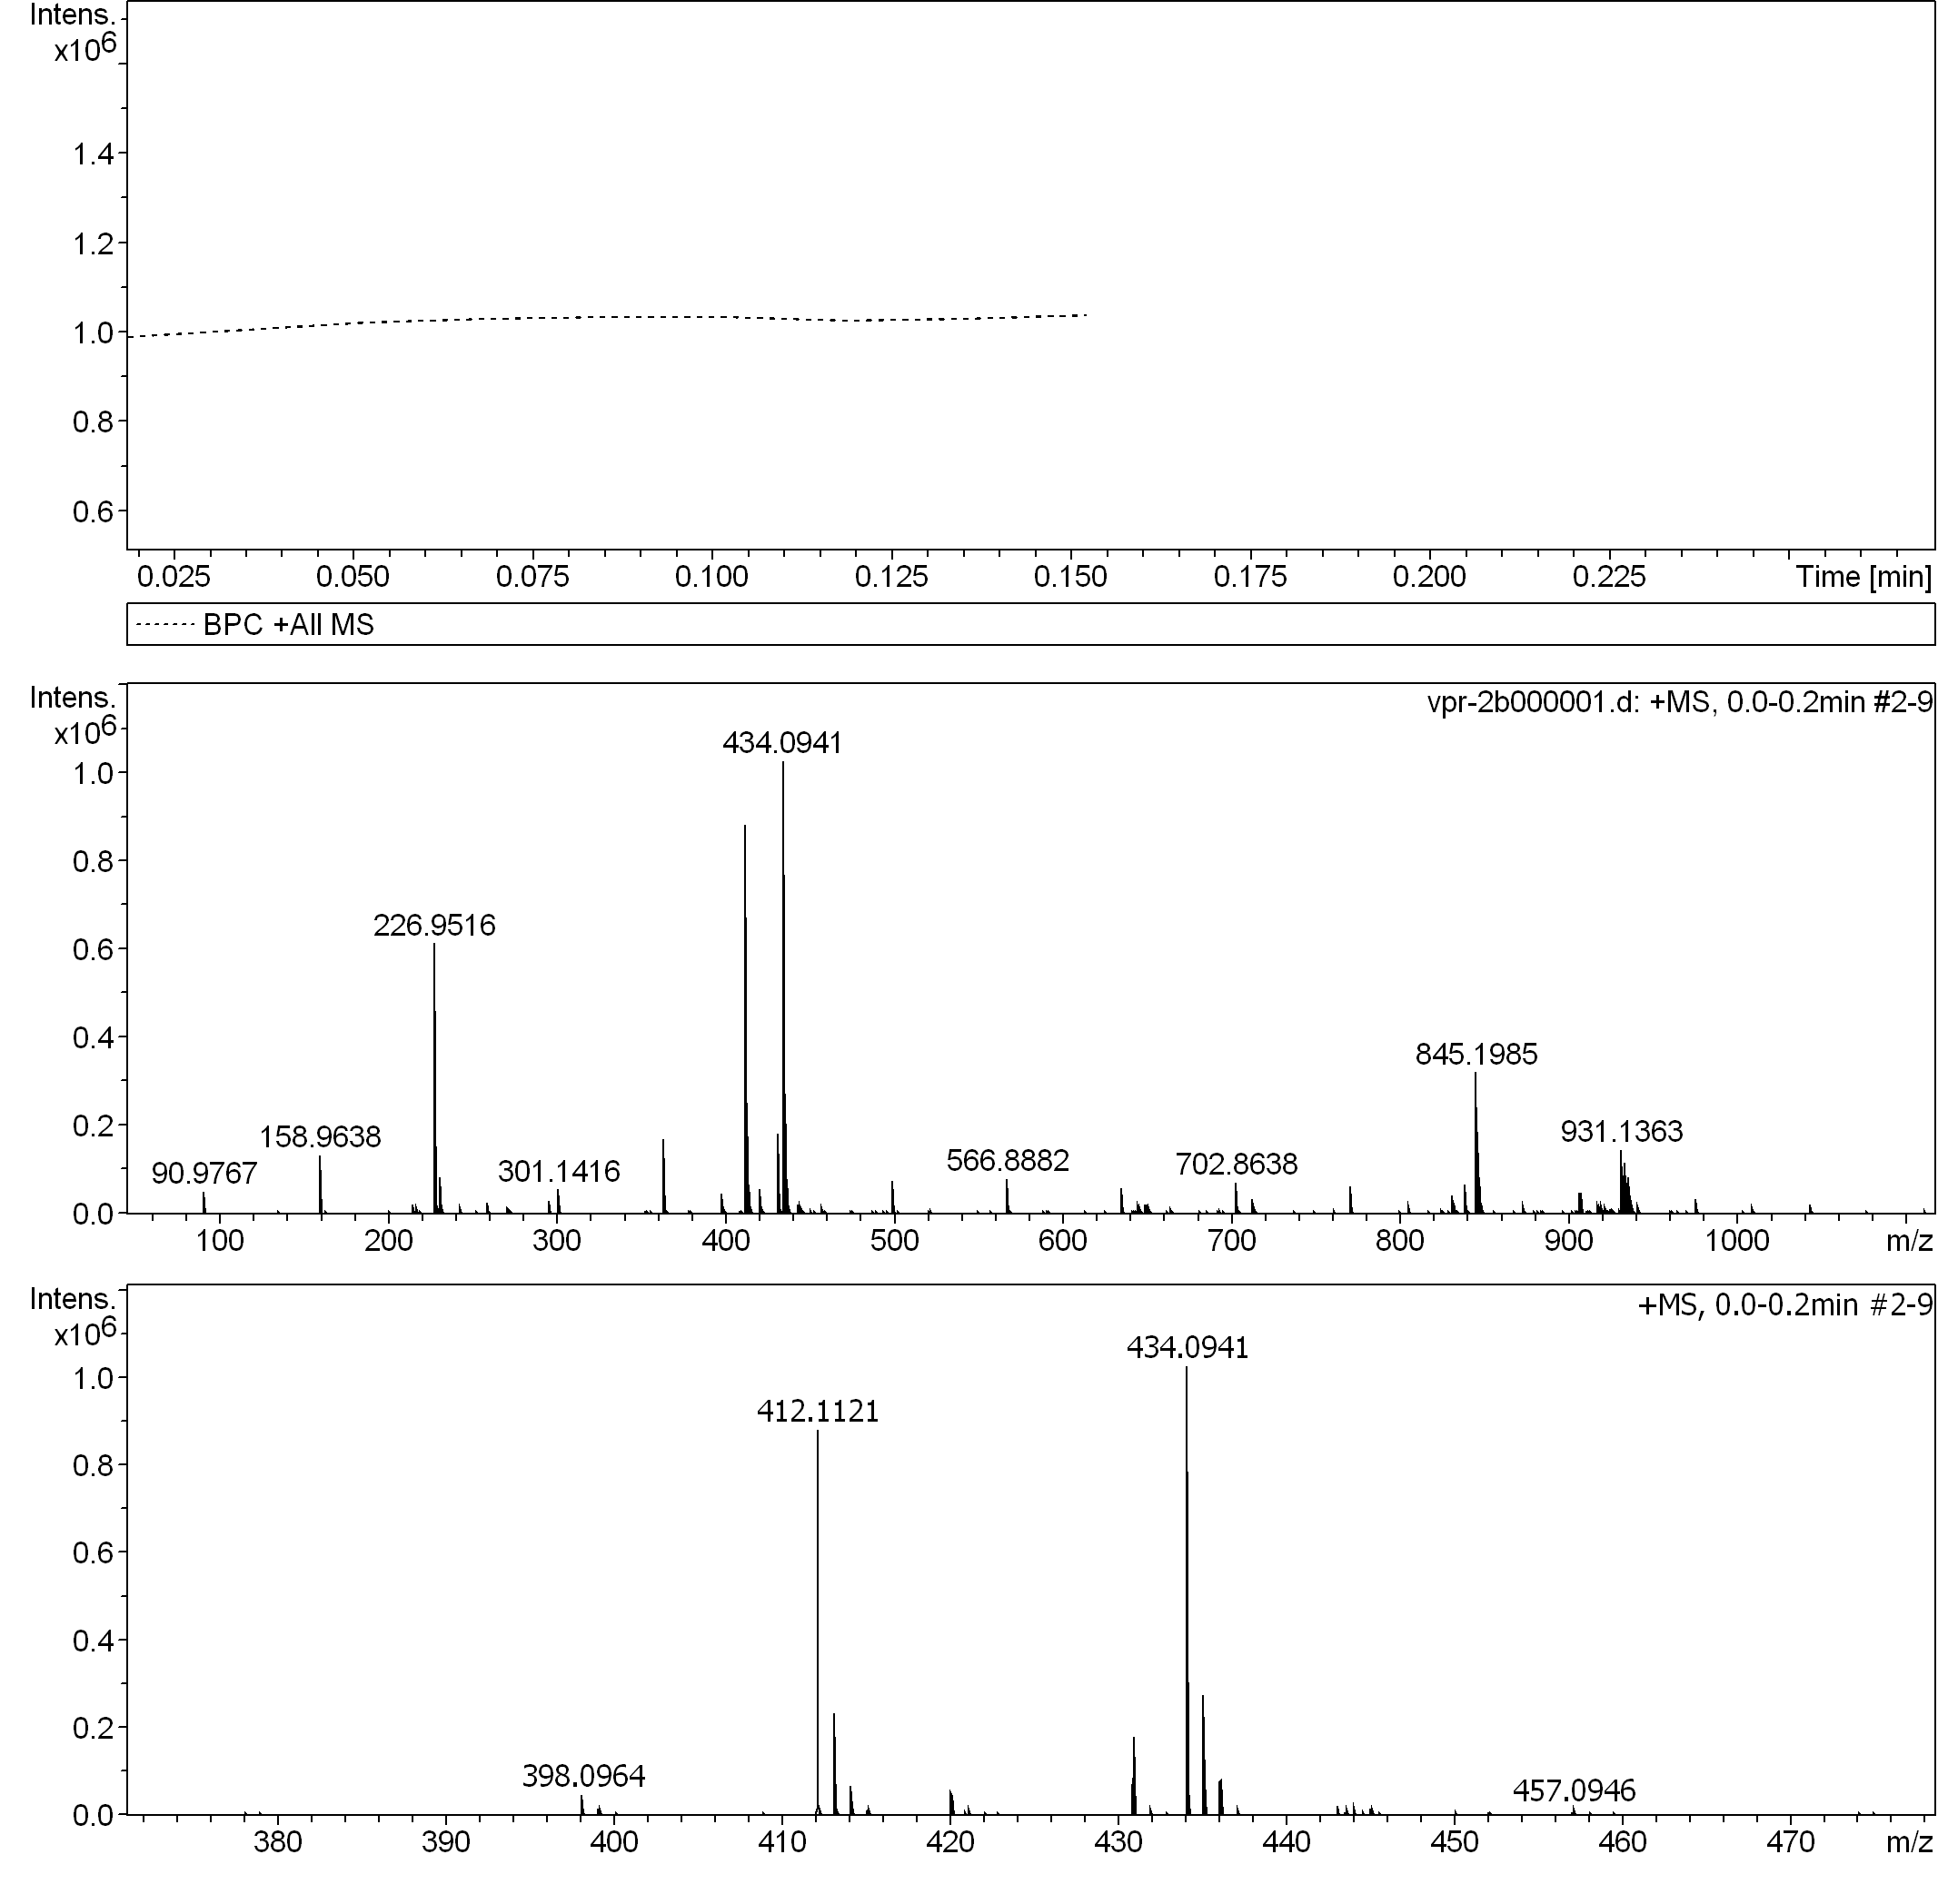 Intens.
x10⁶
1.4
1.2
1.0
0.8
0.6
0.025 0.050 0.075 0.100 0.125 0.150 0.175 0.200 0.225 Time [min]
BPC +All MS
Intens.
x10⁶
vpr-2b000001.d: +MS, 0.0-0.2min #2-9
434.0941
1.0
0.8
226.9516
0.6
0.4
845.1985
0.2
158.9638
931.1363
90.9767
301.1416
566.8882
702.8638
0.0
100 200 300 400 500 600 700 800 900 1000 m/z
Intens.
x10⁶
+MS, 0.0-0.2min #2-9
434.0941
1.0
412.1121
0.8
0.6
0.4
0.2
398.0964
457.0946
0.0
380 390 400 410 420 430 440 450 460 470 m/z